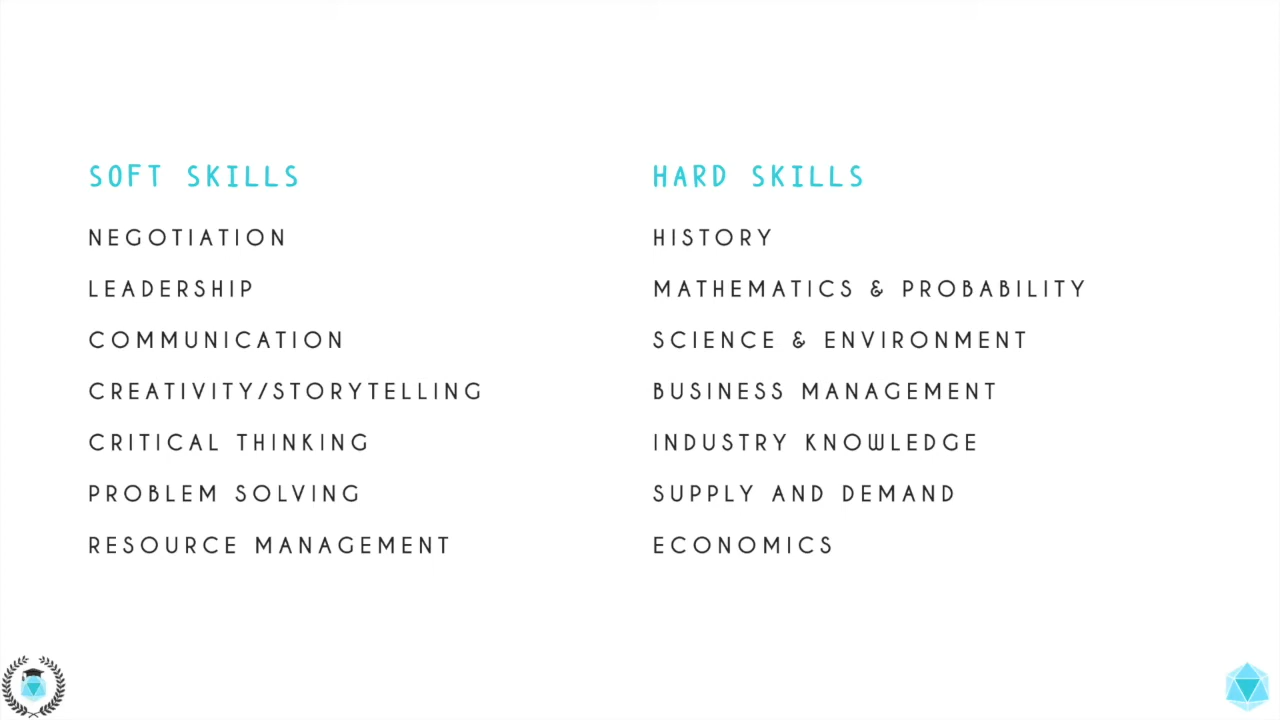 SOFT SKILLS
NEGOTIATION
LEADERSHIP
COMMUNICATION
CREATIVITY/STORYTELLING
CRITICAL THINKING
PROBLEM SOLVING
RESOURCE MANAGEMENT
HARD SKILLS
HISTORY
MATHEMATICS & PROBABILITY
SCIENCE & ENVIRONMENT
BUSINESS MANAGEMENT
INDUSTRY KNOWLEDGE
SUPPLY AND DEMAND
ECONOMICS